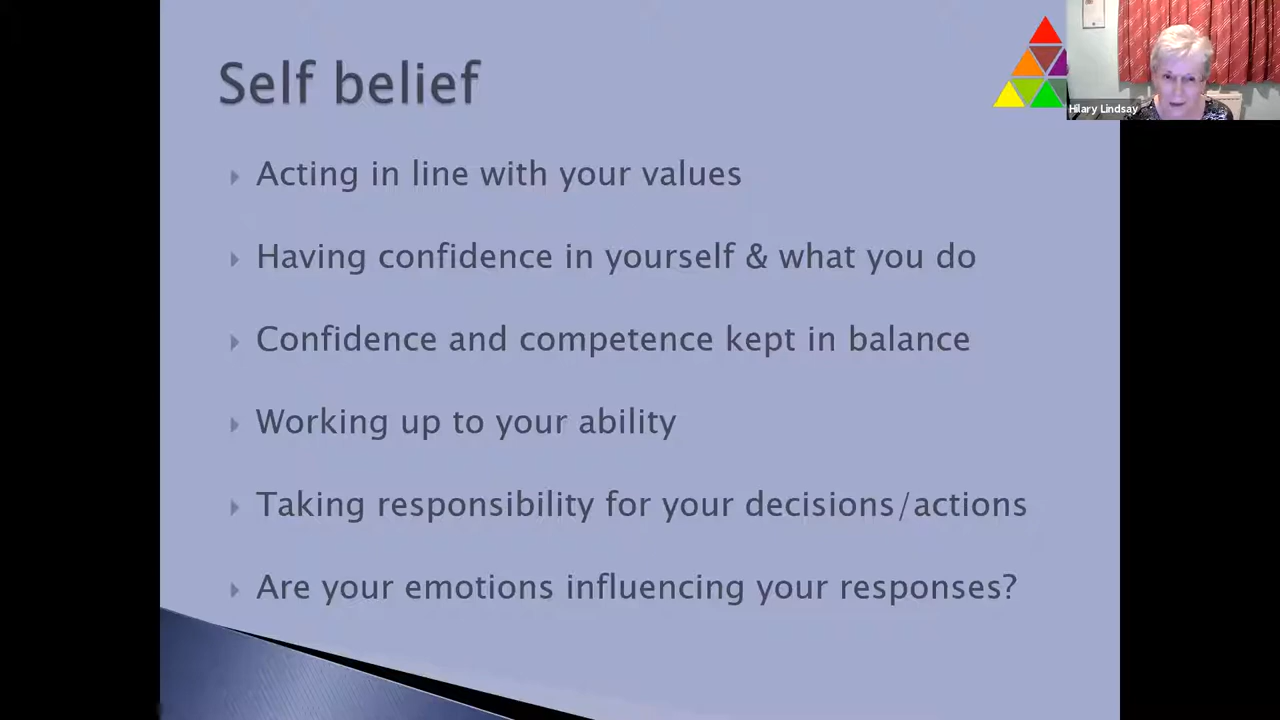 Self belief
Hilary Lindsay
Acting in line with your values
Having confidence in yourself & what you do
Confidence and competence kept in balance
Working up to your ability
Taking responsibility for your decisions/actions
Are your emotions influencing your responses?